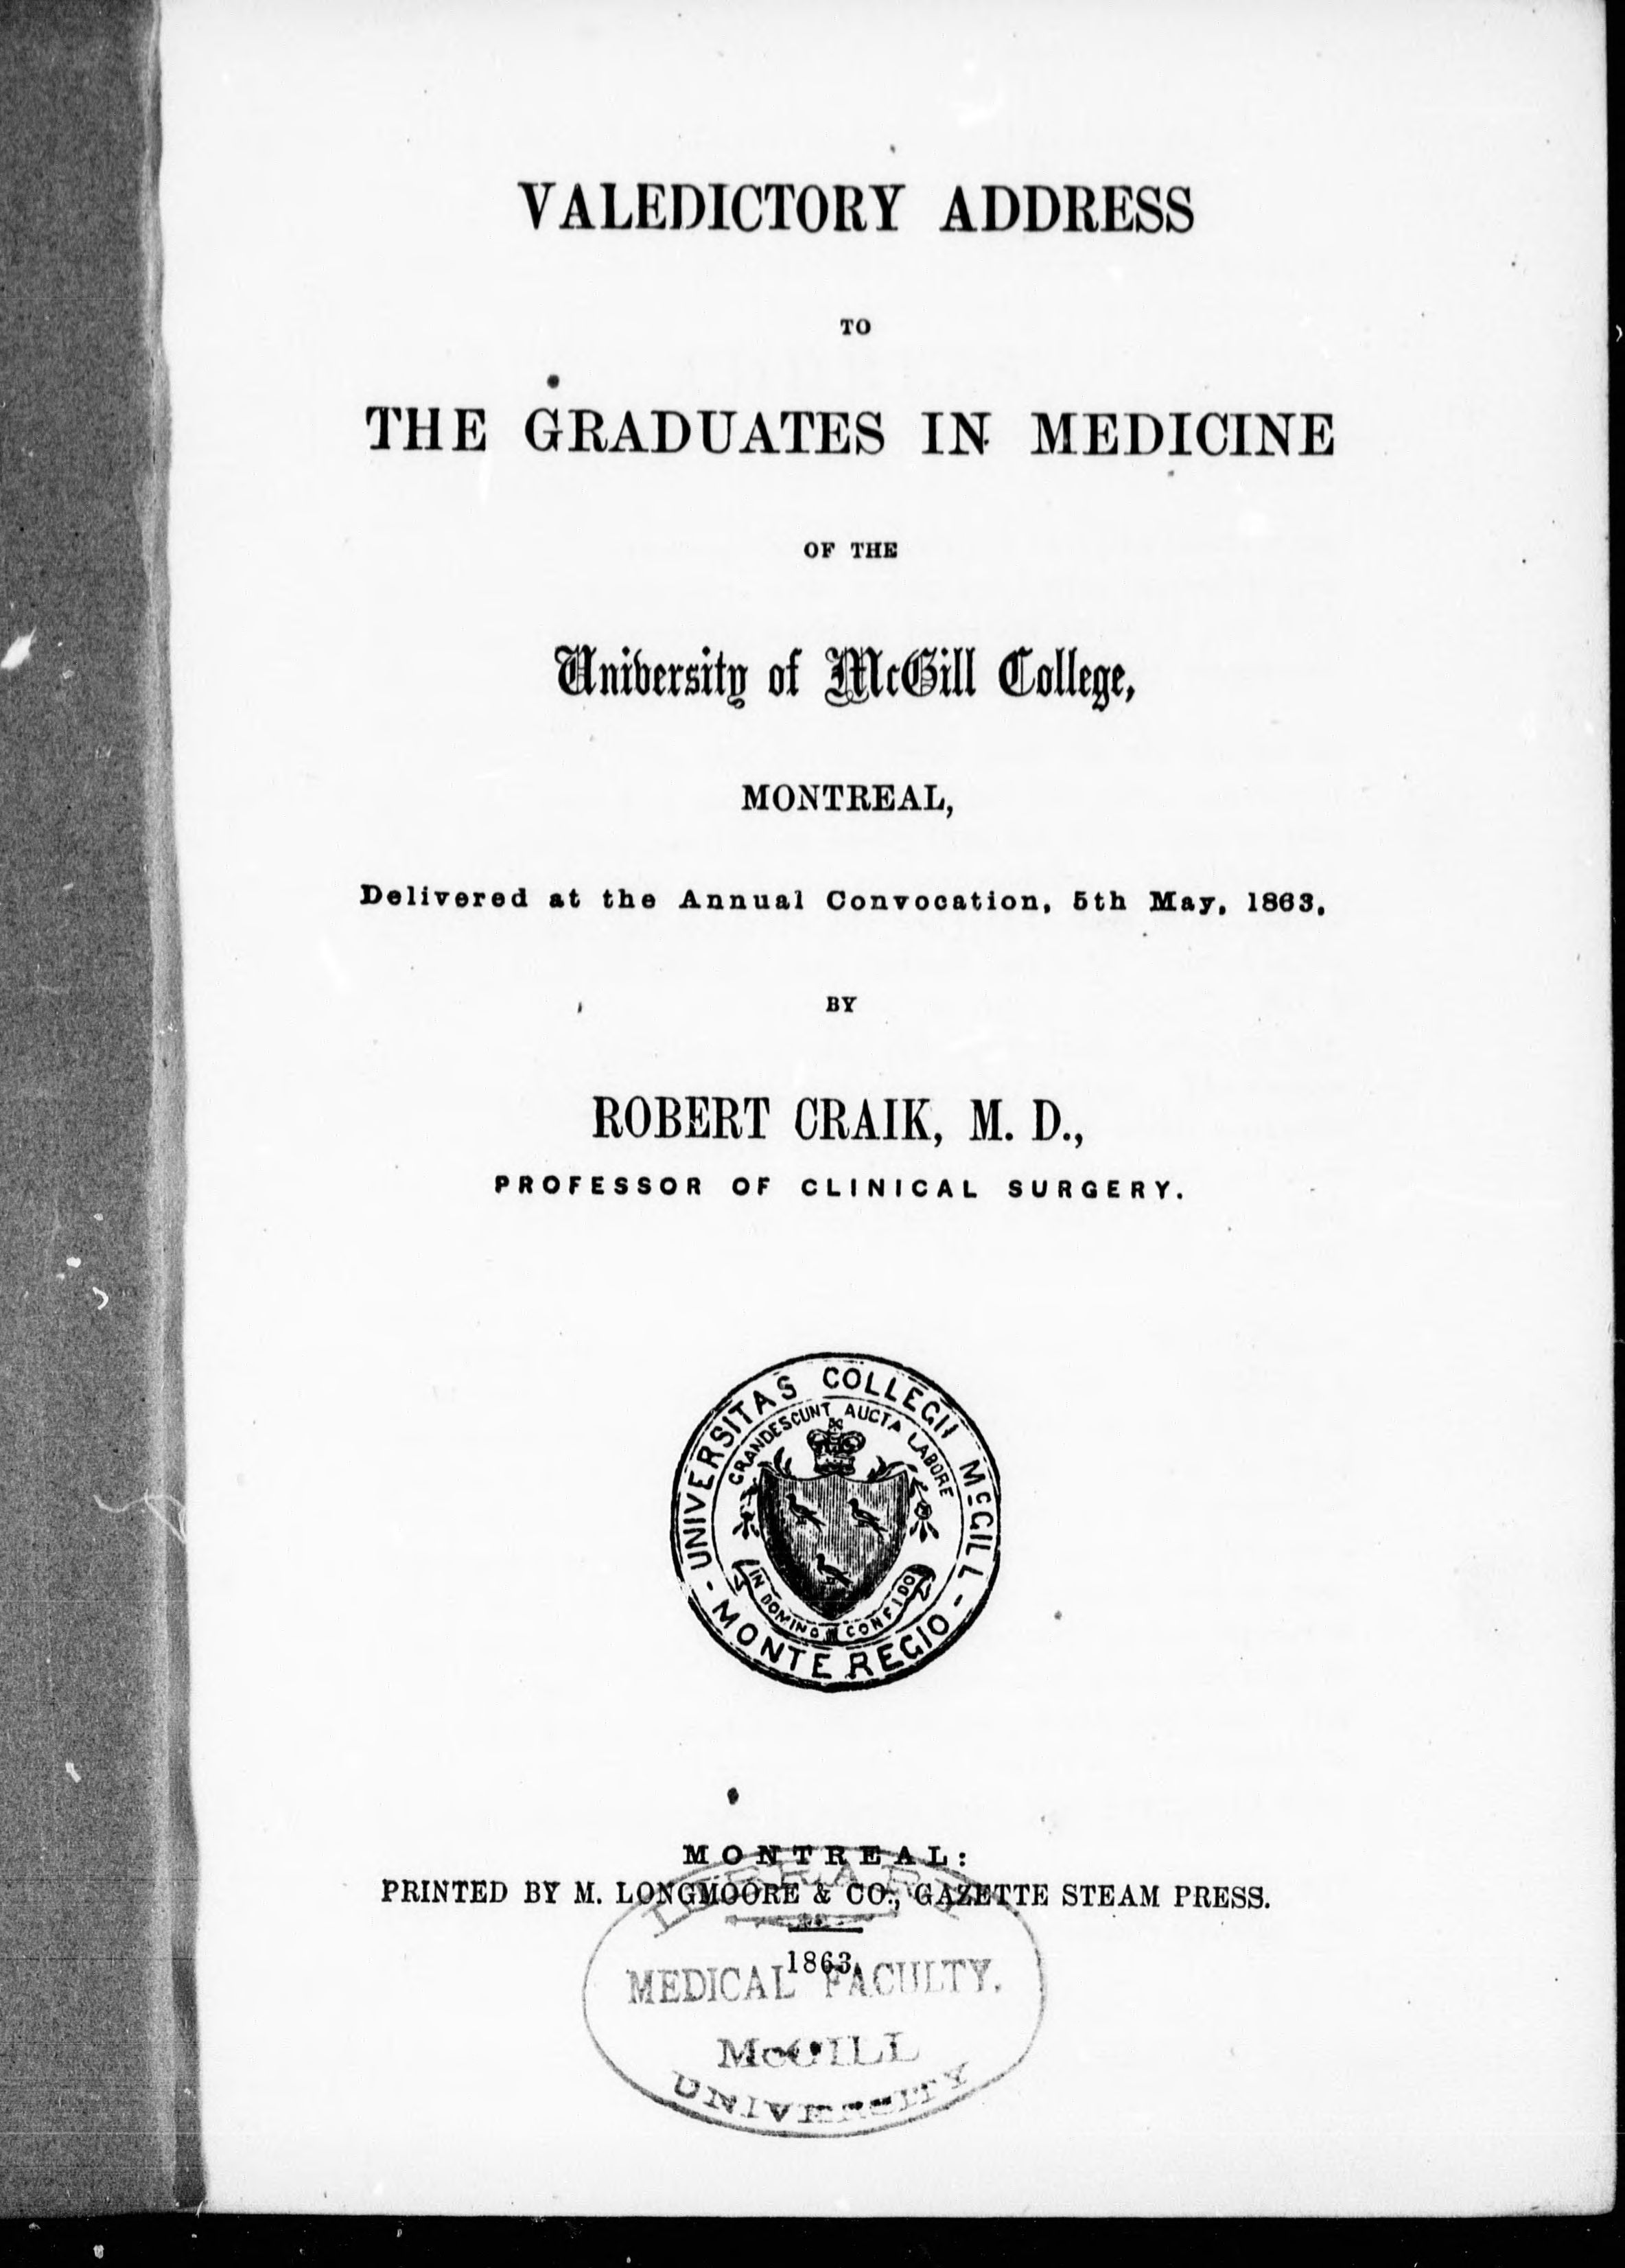 VALEDICTORY ADDRESS
TO
THE GRADUATES IN MEDICINE
OF THE
University of McGill College,
MONTREAL,
Delivered at the Annual Convocation, 5th May, 1863,
BY
ROBERT CRAIK, M. D.,
PROFESSOR OF CLINICAL SURGERY.
UNIVERSITAS COLLEGII McGILL
GRANDESCUNT AUCTA LABORE
IN DOMINO CONFIDO
MONTE REGIO
MONTREAL:
PRINTED BY M. LONGMOORE & CO., GAZETTE STEAM PRESS.
1863.
LIBRARY
MEDICAL FACULTY.
McGILL
UNIVERSITY